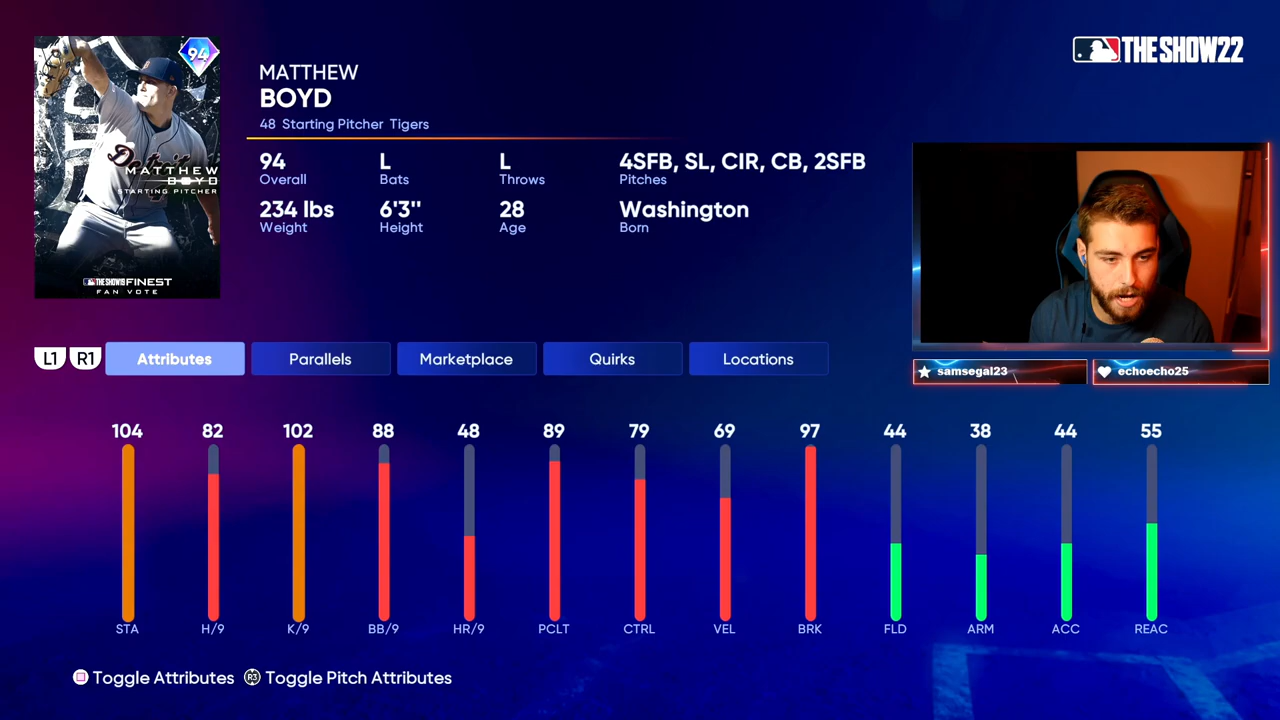 94
MATTHEW
BOYD
STARTING PITCHER
THE SHOW19 FINEST
FAN VOTE
MATTHEW
BOYD
48 Starting Pitcher Tigers
94 L L 4SFB, SL, CIR, CB, 2SFB
Overall Bats Throws Pitches
234 lbs 6'3'' 28 Washington
Weight Height Age Born
THE SHOW 22
samsegal23 echoecho25
L1 R1 Attributes Parallels Marketplace Quirks Locations
104 82 102 88 48 89 79 69 97 44 38 44 55
STA H/9 K/9 BB/9 HR/9 PCLT CTRL VEL BRK FLD ARM ACC REAC
Toggle Attributes R3 Toggle Pitch Attributes